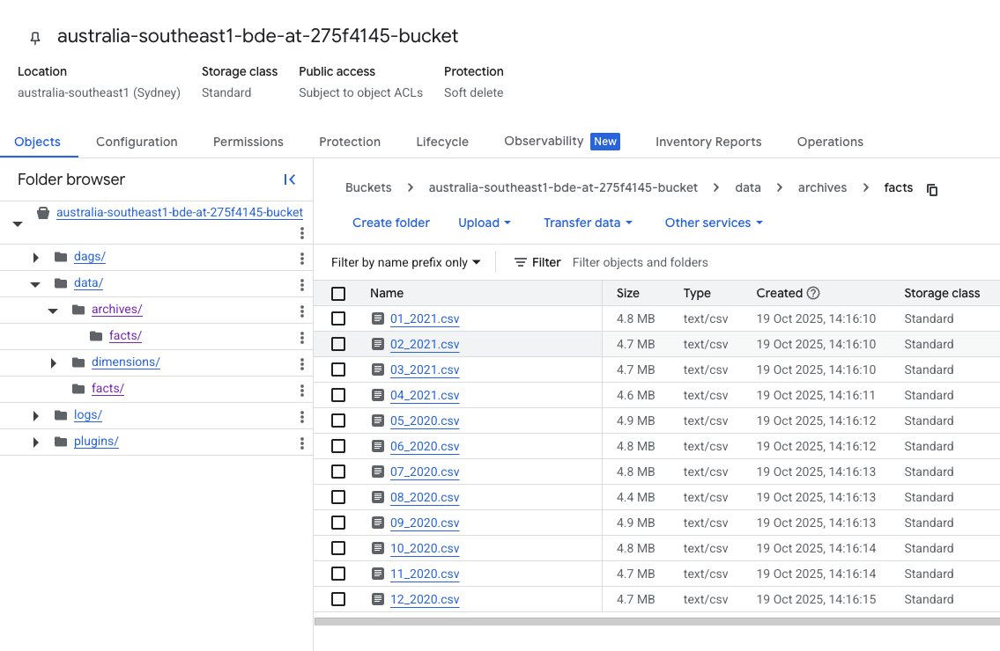 australia-southeast1-bde-at-275f4145-bucket
Location Storage class Public access Protection
australia-southeast1 (Sydney) Standard Subject to object ACLs Soft delete
Objects Configuration Permissions Protection Lifecycle Observability New Inventory Reports Operations
Folder browser
australia-southeast1-bde-at-275f4145-bucket
dags/
data/
archives/
facts/
dimensions/
facts/
logs/
plugins/
Buckets australia-southeast1-bde-at-275f4145-bucket data archives facts
Create folder Upload Transfer data Other services
Filter by name prefix only Filter Filter objects and folders
Name Size Type Created Storage class
01_2021.csv 4.8 MB text/csv 19 Oct 2025, 14:16:10 Standard
02_2021.csv 4.7 MB text/csv 19 Oct 2025, 14:16:10 Standard
03_2021.csv 4.7 MB text/csv 19 Oct 2025, 14:16:10 Standard
04_2021.csv 4.6 MB text/csv 19 Oct 2025, 14:16:11 Standard
05_2020.csv 4.9 MB text/csv 19 Oct 2025, 14:16:12 Standard
06_2020.csv 4.8 MB text/csv 19 Oct 2025, 14:16:12 Standard
07_2020.csv 4.8 MB text/csv 19 Oct 2025, 14:16:13 Standard
08_2020.csv 4.4 MB text/csv 19 Oct 2025, 14:16:13 Standard
09_2020.csv 4.9 MB text/csv 19 Oct 2025, 14:16:13 Standard
10_2020.csv 4.8 MB text/csv 19 Oct 2025, 14:16:14 Standard
11_2020.csv 4.7 MB text/csv 19 Oct 2025, 14:16:14 Standard
12_2020.csv 4.7 MB text/csv 19 Oct 2025, 14:16:15 Standard